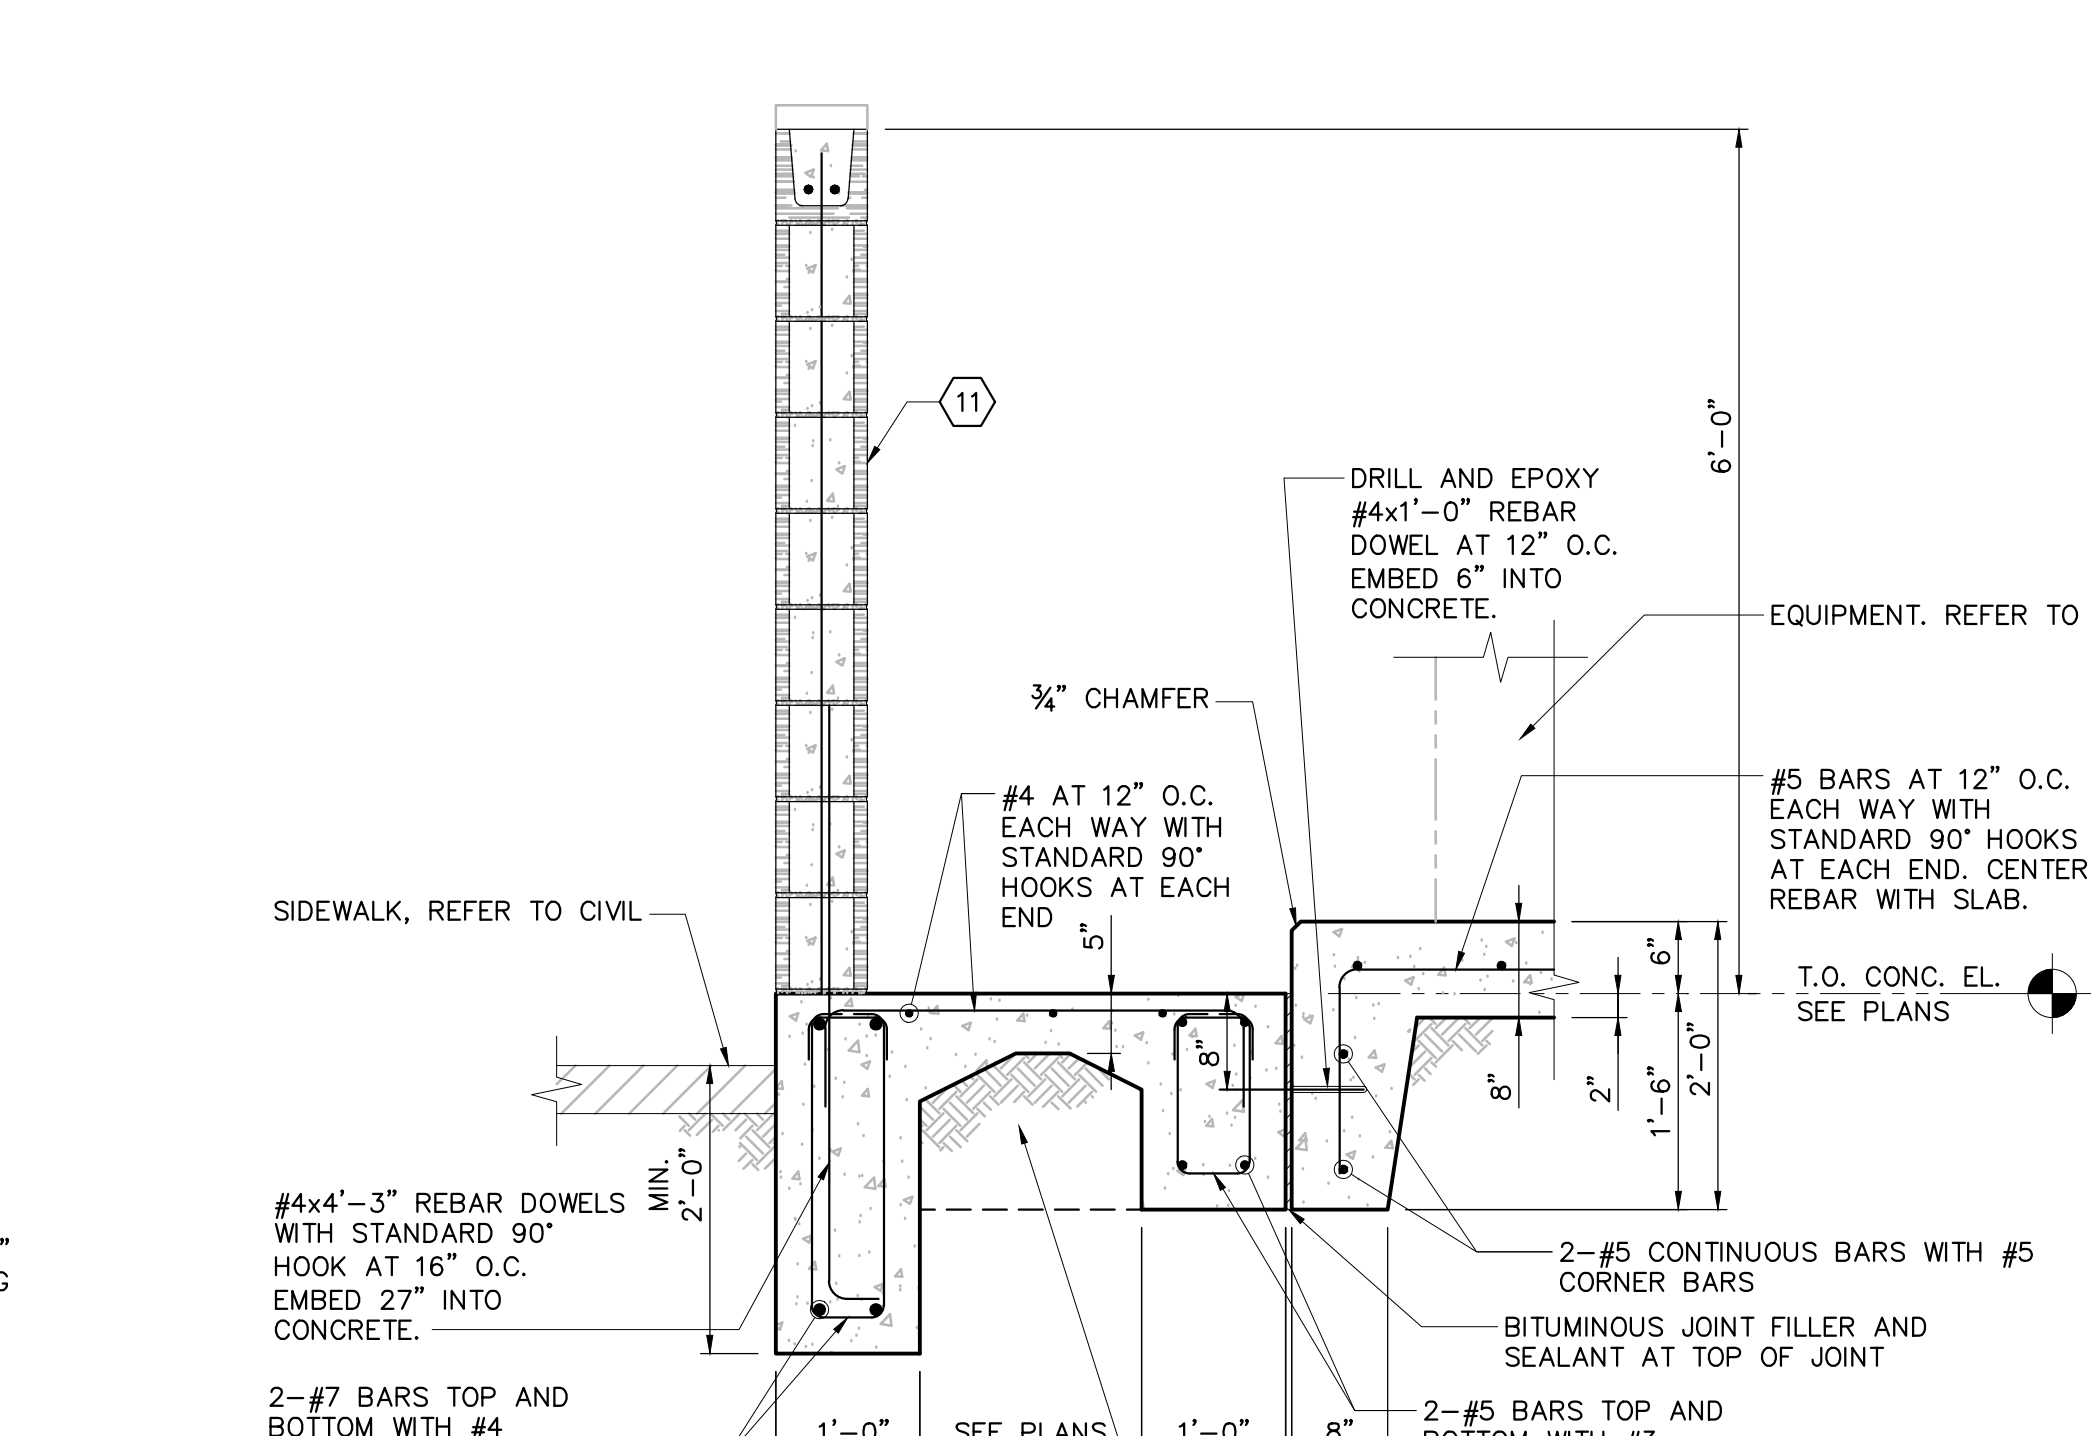 11
6'-0"
DRILL AND EPOXY
#4x1'-0" REBAR
DOWEL AT 12" O.C.
EMBED 6" INTO
CONCRETE.
EQUIPMENT. REFER TO
¾" CHAMFER
#4 AT 12" O.C.
EACH WAY WITH
STANDARD 90°
HOOKS AT EACH
END
5"
#5 BARS AT 12" O.C.
EACH WAY WITH
STANDARD 90° HOOKS
AT EACH END. CENTER
REBAR WITH SLAB.
SIDEWALK, REFER TO CIVIL
6"
T.O. CONC. EL.
SEE PLANS
8"
8"
2"
1'-6"
2'-0"
MIN.
2'-0"
#4x4'-3" REBAR DOWELS
WITH STANDARD 90°
HOOK AT 16" O.C.
EMBED 27" INTO
CONCRETE.
"
G
2-#5 CONTINUOUS BARS WITH #5
CORNER BARS
BITUMINOUS JOINT FILLER AND
SEALANT AT TOP OF JOINT
2-#7 BARS TOP AND
BOTTOM WITH #4
1'-0"
SEE PLANS
1'-0"
8"
2-#5 BARS TOP AND
BOTTOM WITH #3